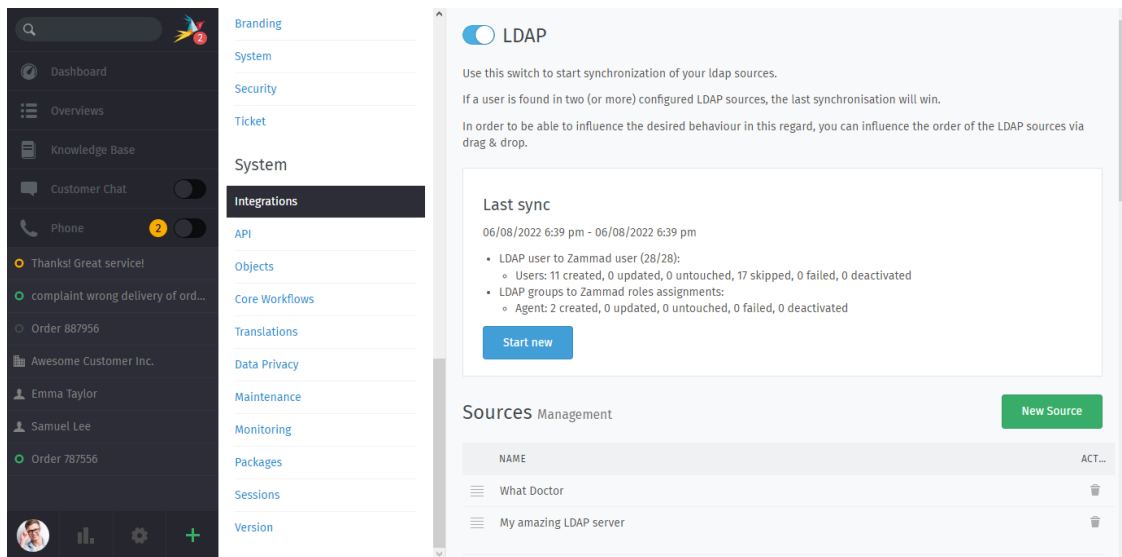 2
Dashboard
Overviews
Knowledge Base
Customer Chat
Phone 2
Thanks! Great service!
complaint wrong delivery of ord...
Order 887956
Awesome Customer Inc.
Emma Taylor
Samuel Lee
Order 787556
Branding
System
Security
Ticket
System
Integrations
API
Objects
Core Workflows
Translations
Data Privacy
Maintenance
Monitoring
Packages
Sessions
Version
LDAP
Use this switch to start synchronization of your ldap sources.
If a user is found in two (or more) configured LDAP sources, the last synchronisation will win.
In order to be able to influence the desired behaviour in this regard, you can influence the order of the LDAP sources via
drag & drop.
Last sync
06/08/2022 6:39 pm - 06/08/2022 6:39 pm
• LDAP user to Zammad user (28/28):
Users: 11 created, 0 updated, 0 untouched, 17 skipped, 0 failed, 0 deactivated
• LDAP groups to Zammad roles assignments:
Agent: 2 created, 0 updated, 0 untouched, 0 failed, 0 deactivated
Start new
Sources Management
New Source
NAME ACT...
What Doctor
My amazing LDAP server